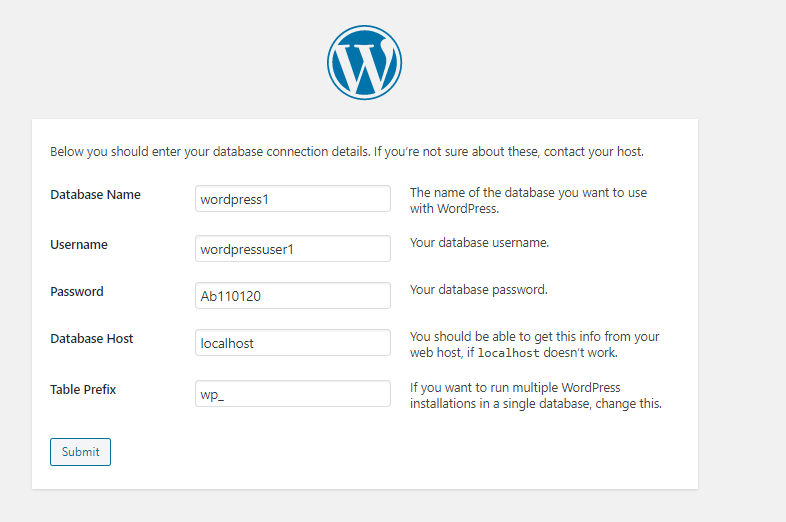 W
Below you should enter your database connection details. If you’re not sure about these, contact your host.
Database Name
wordpress1
The name of the database you want to use
with WordPress.
Username
wordpressuser1
Your database username.
Password
Ab110120
Your database password.
Database Host
localhost
You should be able to get this info from your
web host, if localhost doesn’t work.
Table Prefix
wp_
If you want to run multiple WordPress
installations in a single database, change this.
Submit